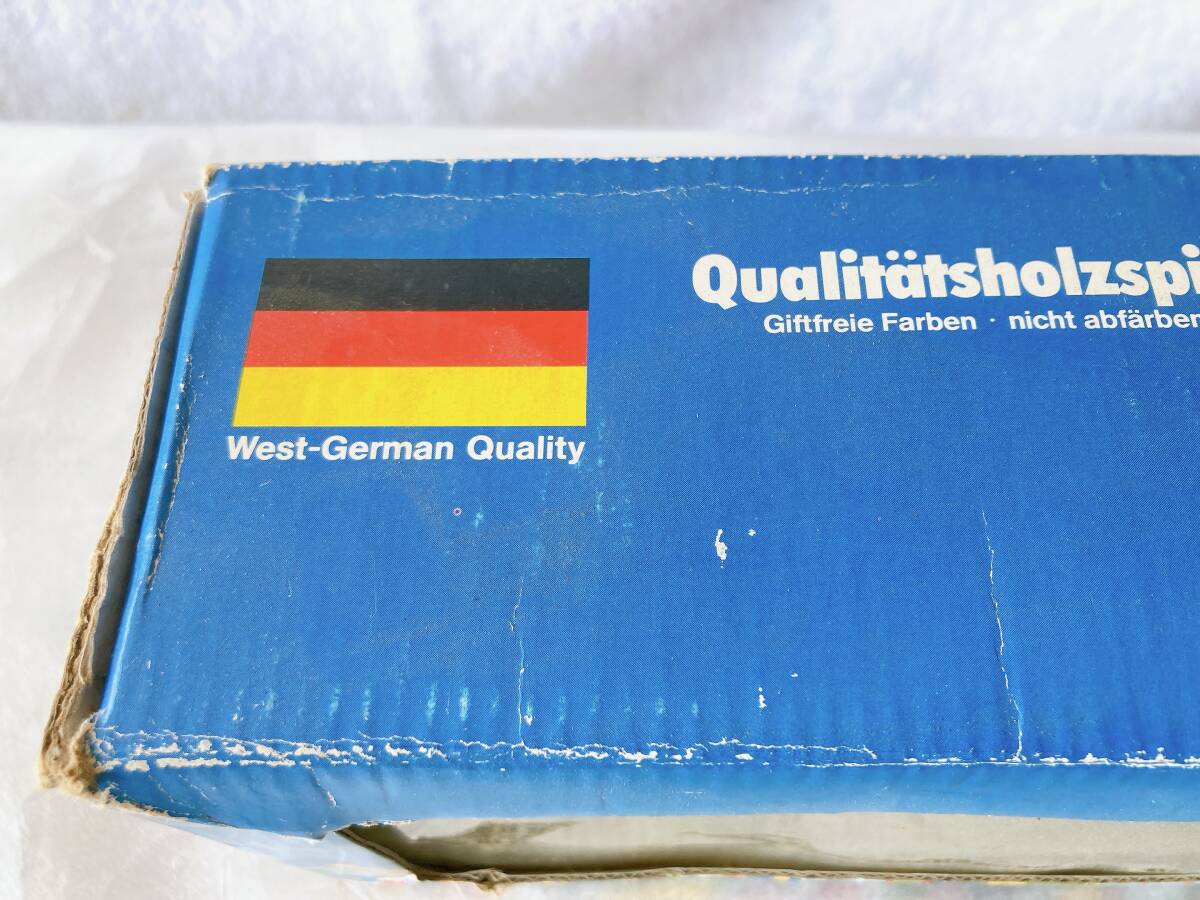 Qualitätsholzspi
Giftfreie Farben · nicht abfärben
West-German Quality